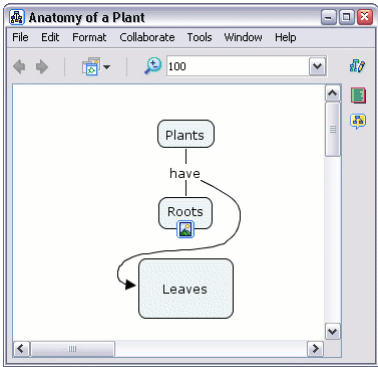 Anatomy of a Plant
File Edit Format Collaborate Tools Window Help
100
Plants
have
Roots
Leaves